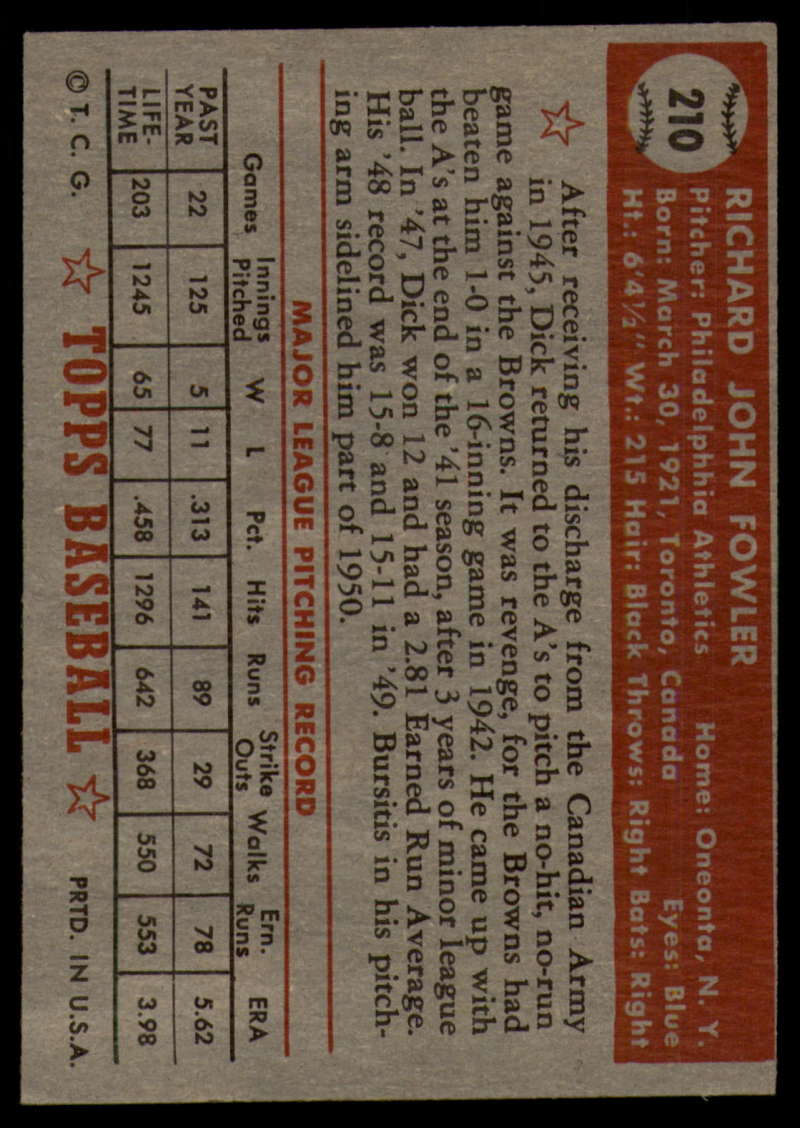 210
RICHARD JOHN FOWLER
Pitcher: Philadelphhia Athletics Home: Oneonta, N. Y.
Born: March 30, 1921, Toronto, Canada Eyes: Blue
Ht.: 6'4½" Wt.: 215 Hair: Black Throws: Right Bats: Right
After receiving his discharge from the Canadian Army
in 1945, Dick returned to the A's to pitch a no-hit, no-run
game against the Browns. It was revenge, for the Browns had
beaten him 1-0 in a 16-inning game in 1942. He came up with
the A's at the end of the '41 season, after 3 years of minor league
ball. In '47, Dick won 12 and had a 2.81 Earned Run Average.
His '48 record was 15-8 and 15-11 in '49. Bursitis in his pitch-
ing arm sidelined him part of 1950.
MAJOR LEAGUE PITCHING RECORD
Games Innings Pitched W L Pct. Hits Runs Strike Outs Walks Ern. Runs ERA
PAST YEAR 22 125 5 11 .313 141 89 29 72 78 5.62
LIFE-TIME 203 1245 65 77 .458 1296 642 368 550 553 3.98
© T. C. G. TOPPS BASEBALL PRTD. IN U.S.A.